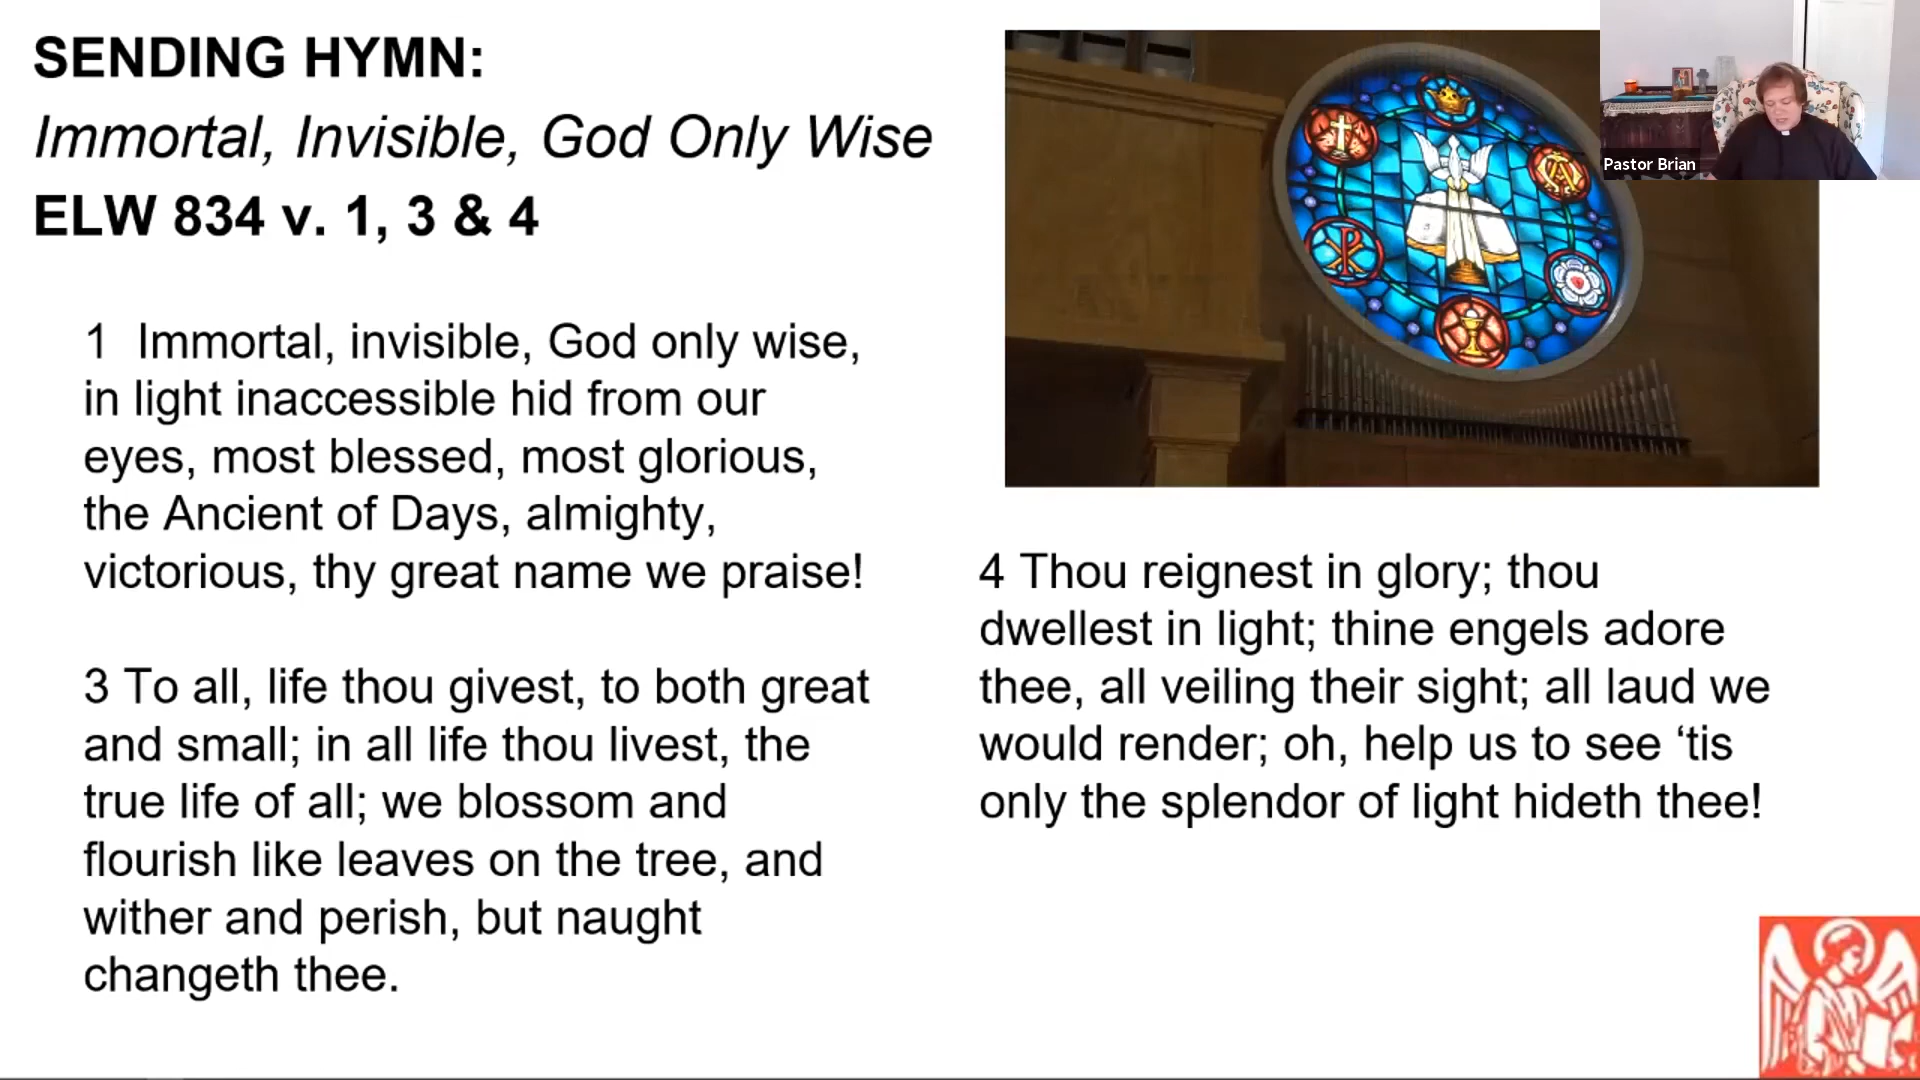 SENDING HYMN:
Immortal, Invisible, God Only Wise
ELW 834 v. 1, 3 & 4
1 Immortal, invisible, God only wise,
in light inaccessible hid from our
eyes, most blessed, most glorious,
the Ancient of Days, almighty,
victorious, thy great name we praise!
3 To all, life thou givest, to both great
and small; in all life thou livest, the
true life of all; we blossom and
flourish like leaves on the tree, and
wither and perish, but naught
changeth thee.
Pastor Brian
4 Thou reignest in glory; thou
dwellest in light; thine engels adore
thee, all veiling their sight; all laud we
would render; oh, help us to see ‘tis
only the splendor of light hideth thee!